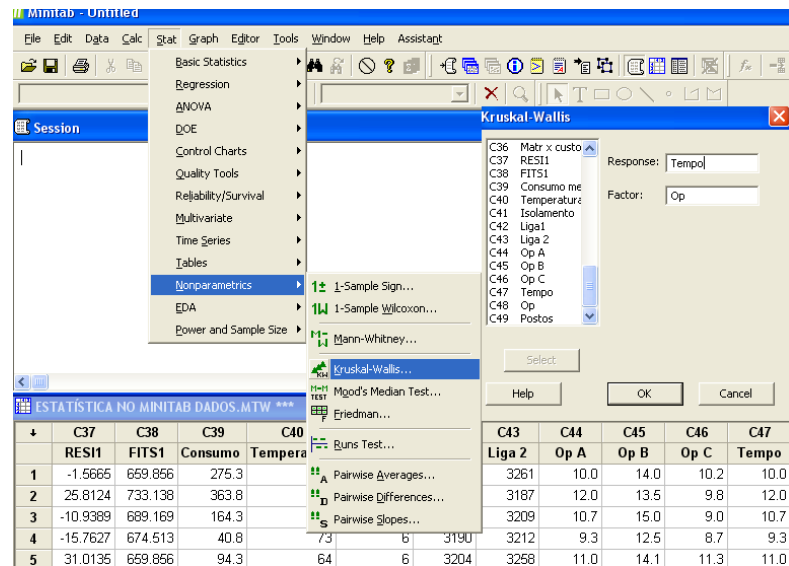 Minitab - Untitled
File Edit Data Calc Stat Graph Editor Tools Window Help Assistant
Session
Basic Statistics
Regression
ANOVA
DOE
Control Charts
Quality Tools
Reliability/Survival
Multivariate
Time Series
Tables
Nonparametrics
EDA
Power and Sample Size
1-Sample Sign...
1-Sample Wilcoxon...
Mann-Whitney...
Kruskal-Wallis...
Mood's Median Test...
Friedman...
Runs Test...
Pairwise Averages...
Pairwise Differences...
Pairwise Slopes...
Kruskal-Wallis
C36 Matr x custo
C37 RESI1
C38 FITS1
C39 Consumo me
C40 Temperatura
C41 Isolamento
C42 Liga1
C43 Liga 2
C44 Op A
C45 Op B
C46 Op C
C47 Tempo
C48 Op
C49 Postos
Response: Tempo
Factor: Op
Select
Help OK Cancel
ESTATÍSTICA NO MINITAB DADOS.MTW ***
C37 C38 C39 C40 C43 C44 C45 C46 C47
RESI1 FITS1 Consumo Tempera Liga 2 Op A Op B Op C Tempo
1 -1.5665 659.856 275.3 3261 10.0 14.0 10.2 10.0
2 25.8124 733.138 363.8 3187 12.0 13.5 9.8 12.0
3 -10.9389 689.169 164.3 3209 10.7 15.0 9.0 10.7
4 -15.7627 674.513 40.8 73 6 3190 3212 9.3 12.5 8.7 9.3
5 31.0135 659.856 94.3 64 6 3204 3258 11.0 14.1 11.3 11.0